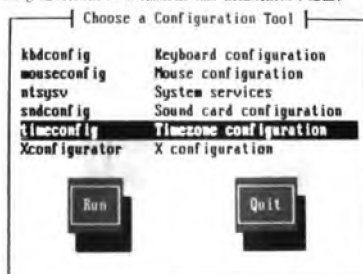 Choose a Configuration Tool
kbdconfig Keyboard configuration
mouseconfig Mouse configuration
ntsysv System services
sndconfig Sound card configuration
timeconfig Timezone configuration
Xconfigurator X configuration
Run Quit